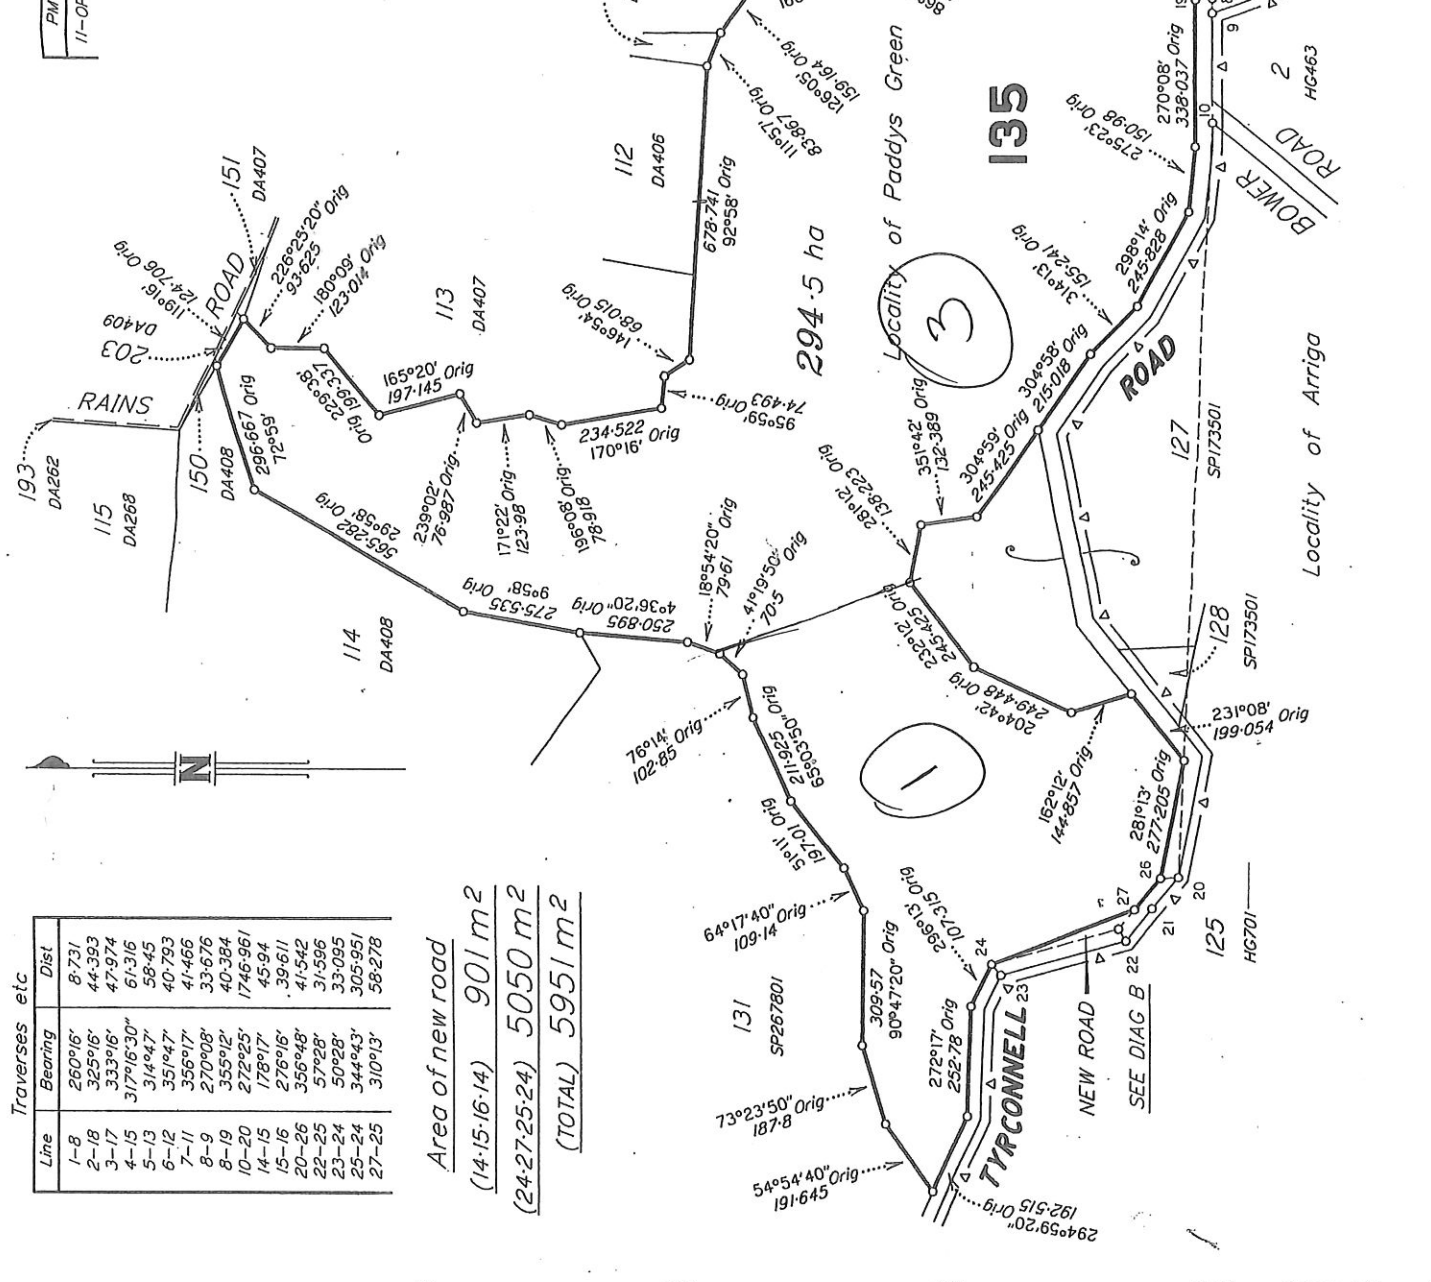 PM
11-OP
Traverses etc
Line Bearing Dist
1-8 260°16' 8·731
2-18 325°16' 44·393
3-17 333°16' 47·974
4-15 317°16'30" 61·316
5-13 314°47' 58·45
6-12 351°47' 40·793
7-11 356°17' 41·466
8-9 270°08' 33·676
8-19 355°12' 40·384
10-20 272°25' 1746·961
14-15 178°17' 45·94
15-16 276°16' 39·611
20-26 356°48' 41·542
22-25 57°28' 31·596
23-24 50°28' 33·095
25-24 344°43' 305·951
27-25 310°13' 58·278
Area of new road
(14·15·16·14) 901 m2
(24·27·25·24) 5050 m2
(TOTAL) 5951 m2
N
193
DA262
115
DA268
RAINS
ROAD
150
DA408
203
DA409
151
DA407
119°16'
124·706 Orig
226°25'20" Orig
93·625
180°09' Orig
123·014
229°38'
Orig 199·337
113
DA407
165°20' Orig
197·145
239°02'
76·987 Orig
171°22' Orig
123·98
196°08' Orig
78·918
234·522 Orig
170°16'
95°59' Orig
74·493
146°54'
68·015 Orig
678·741
92°58' Orig
112
DA406
111°57'
83·867 Orig
126°05'
159·164 Orig
296·667 Orig
72°59'
565·282
29°58' Orig
114
DA408
275·535
9°58' Orig
250·895
4°36'20" Orig
18°54'20" Orig
79·61
41°19'50" Orig
70·5
76°14'
102·85 Orig
211·925
65°03'50" Orig
51°11'
197·01 Orig
64°17'40"
109·14 Orig
309·57
90°47'20" Orig
131
SP267801
73°23'50"
187·8 Orig
54°54'40"
191·645 Orig
294°59'20"
192·515 Orig
272°17'
252·78 Orig
296°13'
107·315 Orig
TYRCONNELL
ROAD
NEW ROAD
SEE DIAG B
23
24
22
21
27
26
20
125
HG701
281°13'
277·205 Orig
231°08'
199·054 Orig
162°12'
144·857 Orig
204°42'
249·448 Orig
232°12'
245·425 Orig
281°12'
138·223 Orig
351°42' Orig
132·389
304°59'
245·425 Orig
304°58'
215·018 Orig
314°13'
155·241 Orig
298°14'
245·828 Orig
275°23'
150·98 Orig
270°08'
338·037 Orig
1
3
294·5 ha
135
Locality of Paddys Green
Locality of Arriga
127
SP173501
128
SP173501
BOWER
ROAD
2
HG463
9
10
19